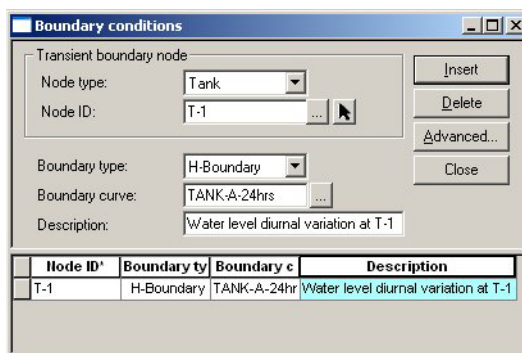 Boundary conditions
Transient boundary node
Node type: Tank
Node ID: T-1 ...
Insert
Delete
Advanced...
Close
Boundary type: H-Boundary
Boundary curve: TANK-A-24hrs ...
Description: Water level diurnal variation at T-1
Node ID* Boundary ty Boundary c Description
T-1 H-Boundary TANK-A-24hr Water level diurnal variation at T-1